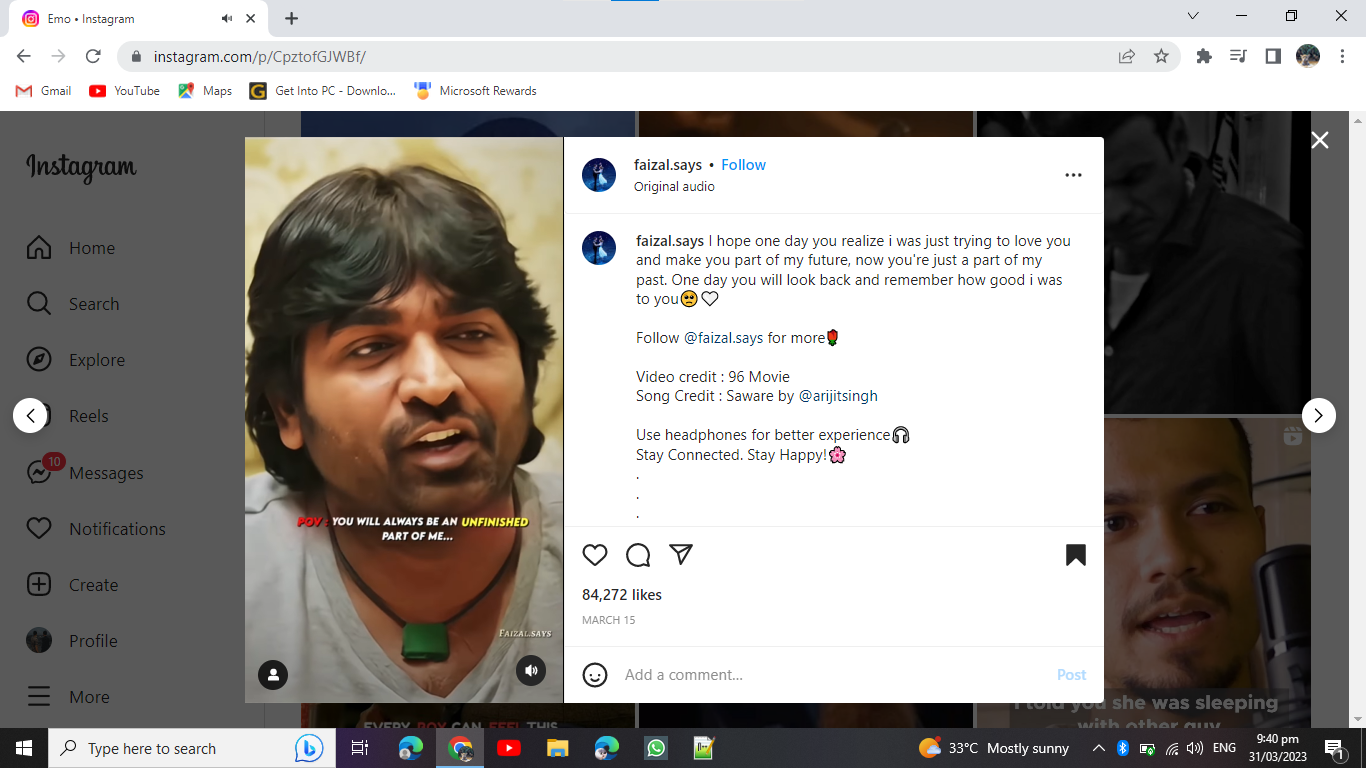 Emo • Instagram
instagram.com/p/CpztofGJWBf/
Gmail
YouTube
Maps
Get Into PC - Downlo...
Microsoft Rewards
Instagram
Home
Search
Explore
Reels
10
Messages
Notifications
Create
Profile
More
POV : YOU WILL ALWAYS BE AN UNFINISHED
PART OF ME...
FAIZAL.SAYS
faizal.says • Follow
Original audio
faizal.says I hope one day you realize i was just trying to love you
and make you part of my future, now you're just a part of my
past. One day you will look back and remember how good i was
to you🥺🤍
Follow @faizal.says for more🌹
Video credit : 96 Movie
Song Credit : Saware by @arijitsingh
Use headphones for better experience🎧
Stay Connected. Stay Happy!🌸
.
.
.
84,272 likes
MARCH 15
Add a comment...
Post
EVERY BOY CAN FEEL THIS
I told you she was sleeping
with other guy
Type here to search
33°C Mostly sunny
ENG
9:40 pm
31/03/2023
1